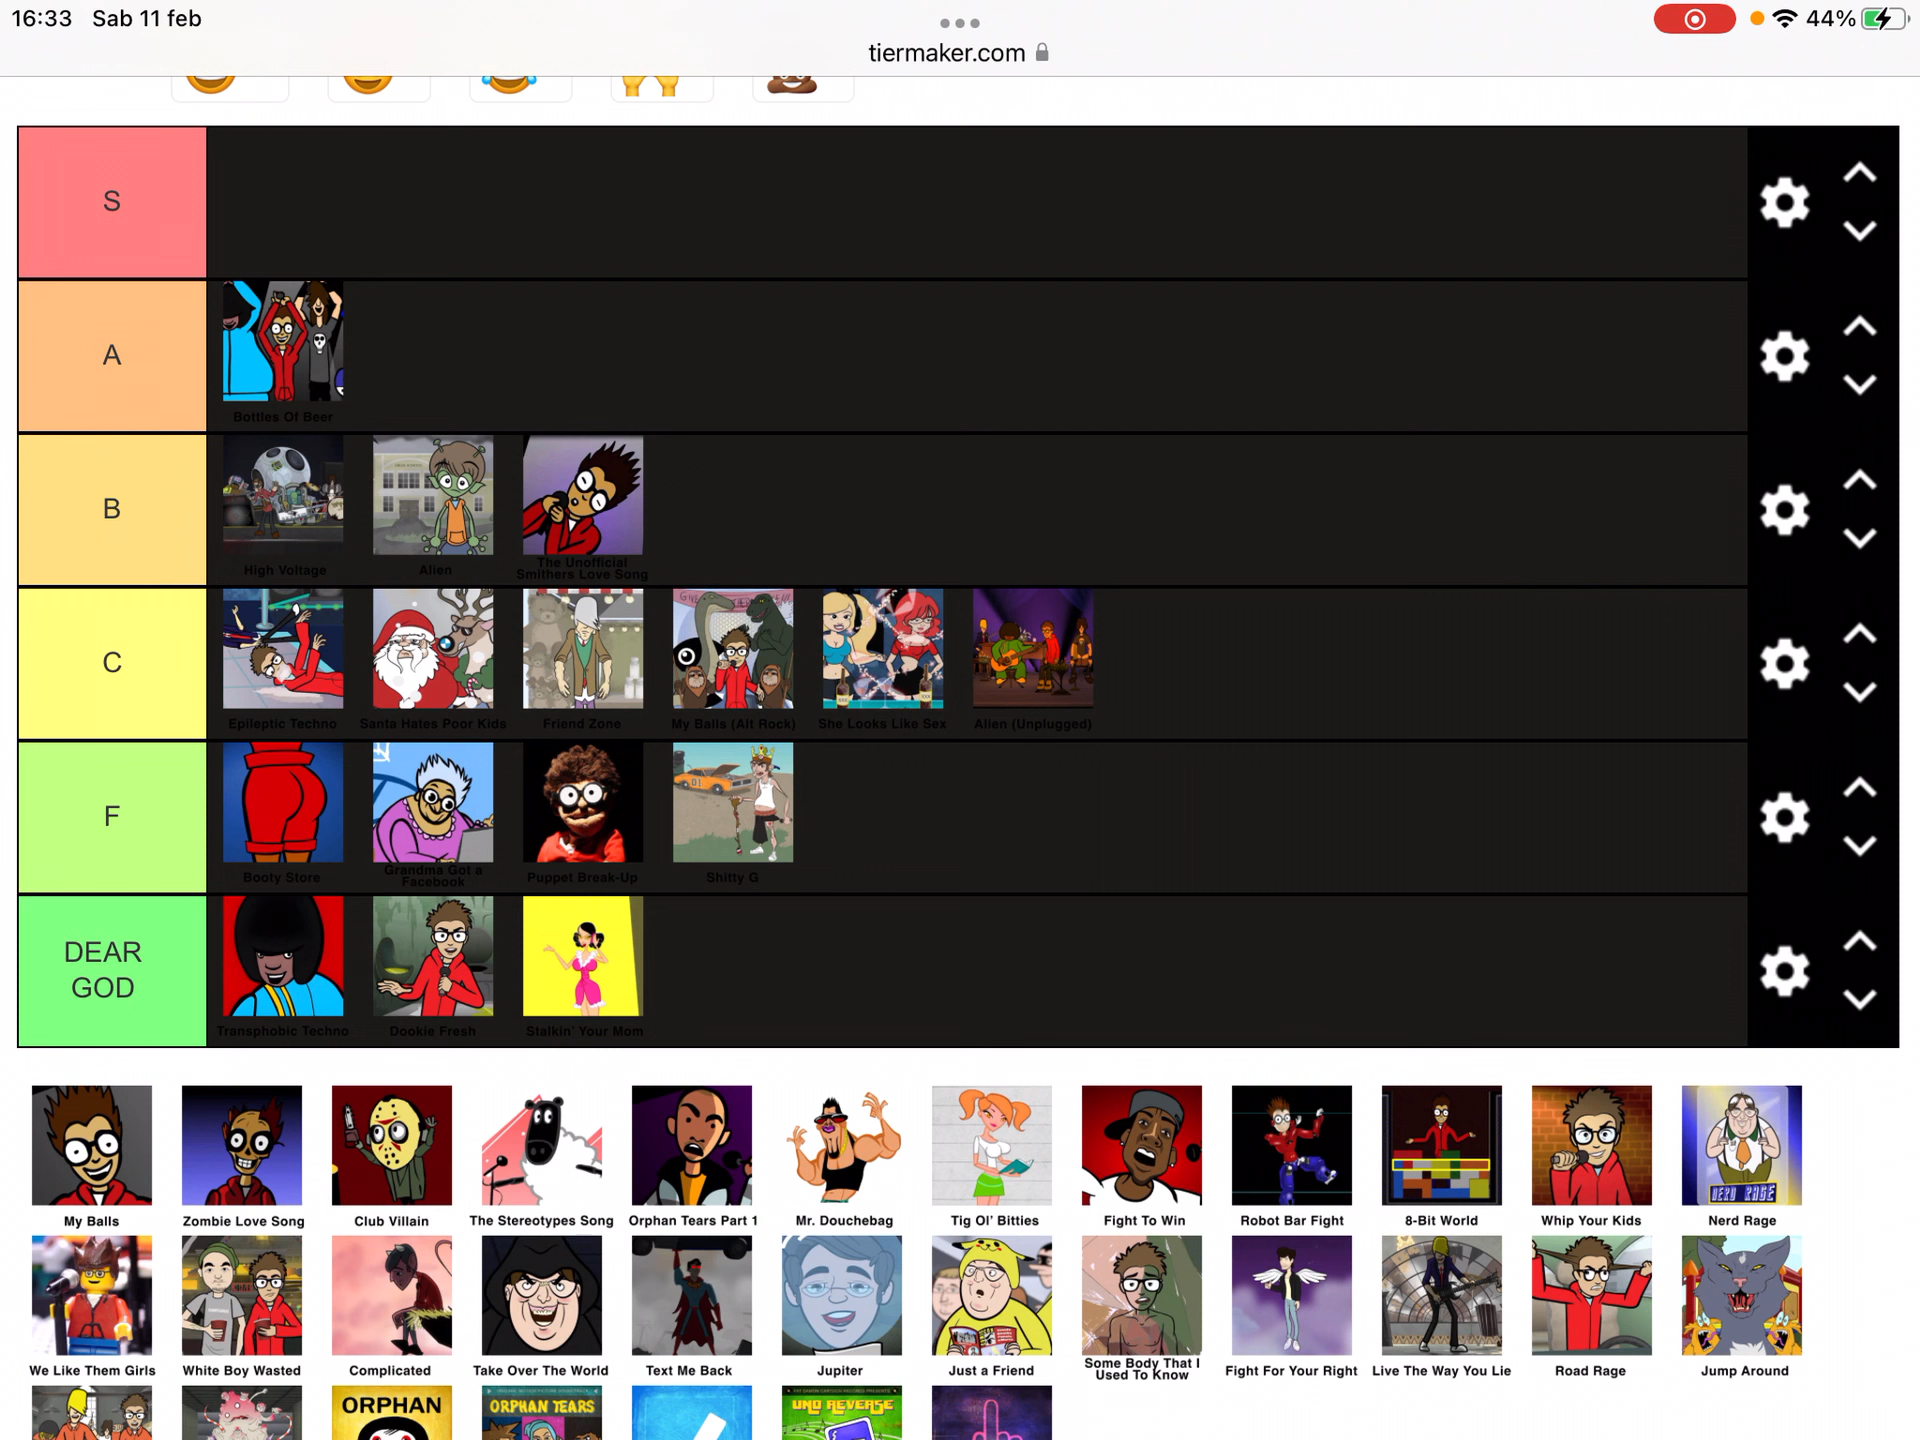 16:33 Sab 11 feb
44%
tiermaker.com
S
A
Bottles Of Beer
B
High Voltage
Alien
The Unofficial
Smithers Love Song
C
Epileptic Techno
Santa Hates Poor Kids
Friend Zone
My Balls (Alt Rock)
She Looks Like Sex
Alien (Unplugged)
F
Booty Store
Grandma Got a
Facebook
Puppet Break-Up
Shitty G
DEAR
GOD
Transphobic Techno
Dookie Fresh
Stalkin' Your Mom
NERD RAGE
My Balls
Zombie Love Song
Club Villain
The Stereotypes Song
Orphan Tears Part 1
Mr. Douchebag
Tig Ol' Bitties
Fight To Win
Robot Bar Fight
8-Bit World
Whip Your Kids
Nerd Rage
We Like Them Girls
White Boy Wasted
Complicated
Take Over The World
Text Me Back
Jupiter
Just a Friend
Some Body That I
Used To Know
Fight For Your Right
Live The Way You Lie
Road Rage
Jump Around
ORPHAN
ORPHAN TEARS
UNO REVERSE